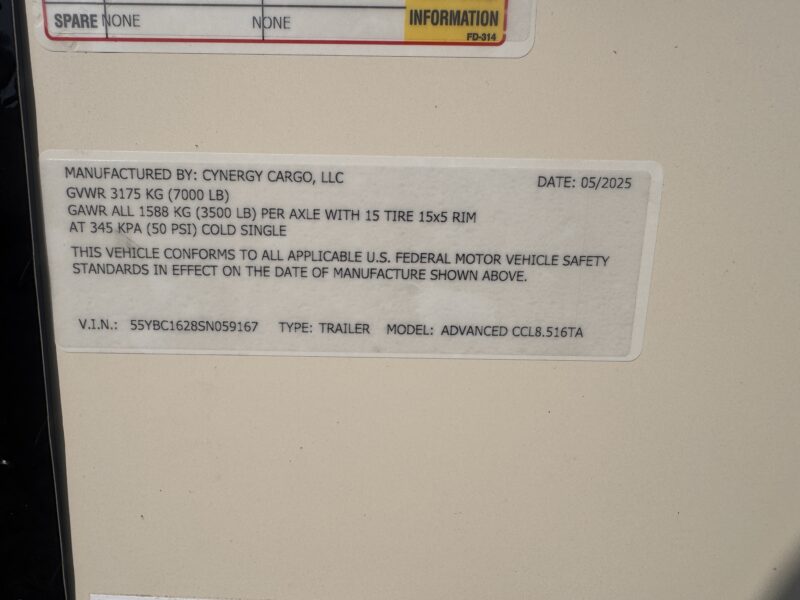 SPARE NONE NONE
INFORMATION
FD-314
MANUFACTURED BY: CYNERGY CARGO, LLC DATE: 05/2025
GVWR 3175 KG (7000 LB)
GAWR ALL 1588 KG (3500 LB) PER AXLE WITH 15 TIRE 15x5 RIM
AT 345 KPA (50 PSI) COLD SINGLE
THIS VEHICLE CONFORMS TO ALL APPLICABLE U.S. FEDERAL MOTOR VEHICLE SAFETY
STANDARDS IN EFFECT ON THE DATE OF MANUFACTURE SHOWN ABOVE.
V.I.N.: 55YBC1628SN059167 TYPE: TRAILER MODEL: ADVANCED CCL8.516TA